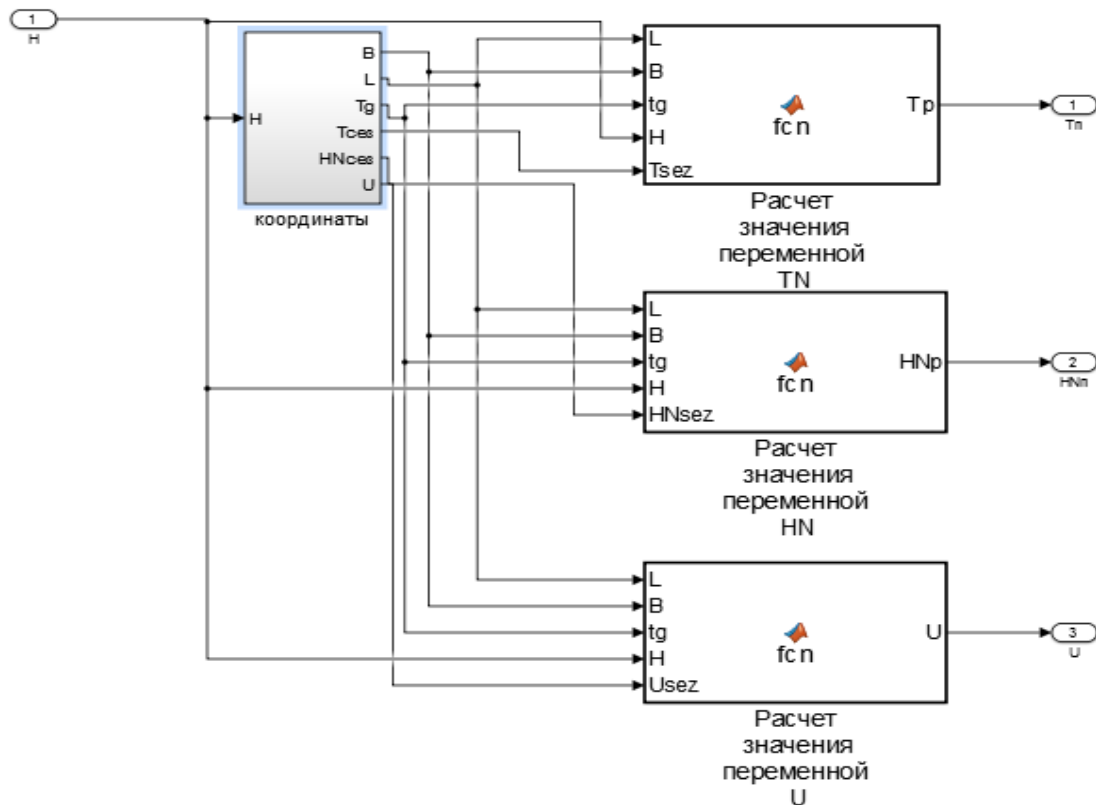 1
H
H
B
L
Tg
Tces
HNces
U
координаты
L
B
tg
H
Tsez
fcn
Tp
Расчет
значения
переменной
TN
1
Tп
L
B
tg
H
HNsez
fcn
HNp
Расчет
значения
переменной
HN
2
HNп
L
B
tg
H
Usez
fcn
U
Расчет
значения
переменной
U
3
U